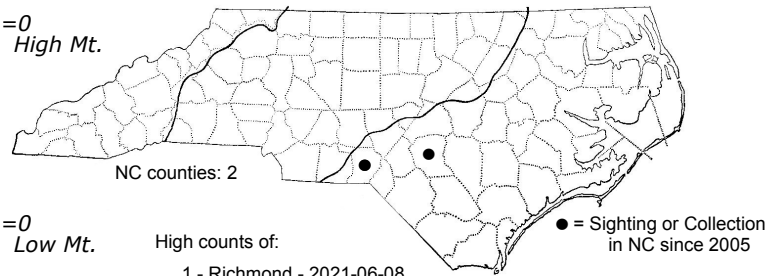 =0
High Mt.
NC counties: 2
=0
Low Mt.
High counts of:
1 - Richmond - 2021-06-08
● = Sighting or Collection
in NC since 2005